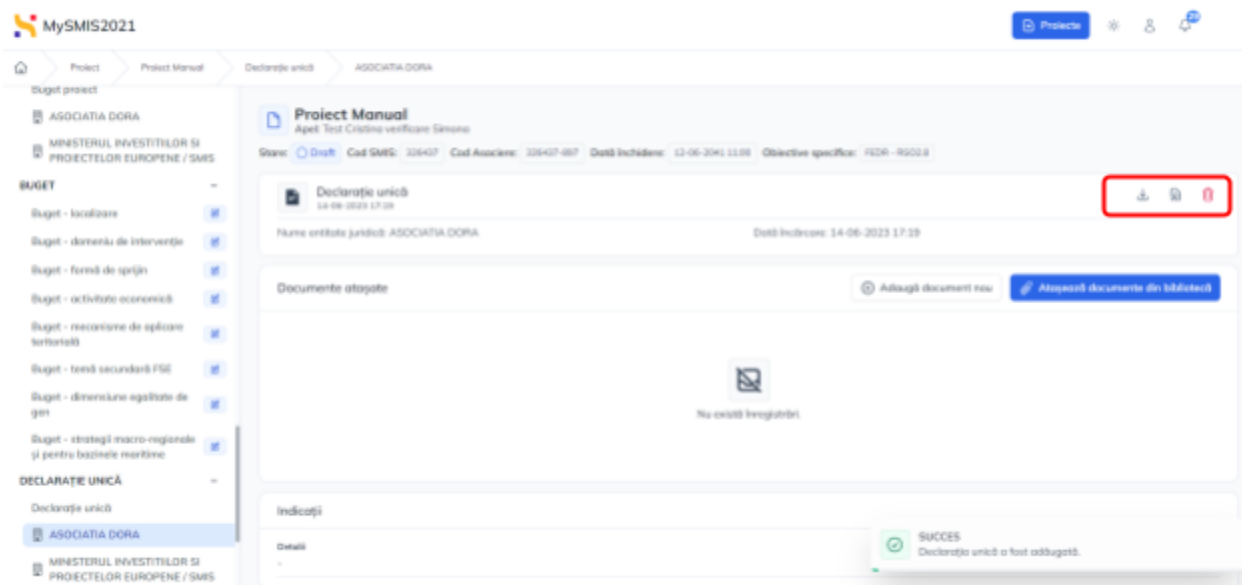 MySMIS2021
Proiecte
Proiect
Proiect Manual
Declarație unică
ASOCIATIA DORA
Buget proiect
ASOCIATIA DORA
MINISTERUL INVESTITIILOR SI
PROIECTELOR EUROPENE / SMIS
BUGET
Buget - localizare
Buget - domeniu de intervenție
Buget - formă de sprijin
Buget - activitate economică
Buget - mecanisme de aplicare
teritorială
Buget - temă secundară FSE
Buget - dimensiune egalitate de
gen
Buget - strategii macro-regionale
și pentru bazinele maritime
DECLARAȚIE UNICĂ
Declarație unică
ASOCIATIA DORA
MINISTERUL INVESTITIILOR SI
PROIECTELOR EUROPENE / SMIS
Proiect Manual
Apel: Test Cristina verificare Simona
Stare: Draft Cod SMIS: 326437 Cod Asociere: Dată închidere: Obiective specifice:
Declarație unică
14-06-2023 17:19
Nume entitate juridică: ASOCIATIA DORA
Dată încărcare: 14-06-2023 17:19
Documente atașate
Adaugă document nou
Atașează documente din bibliotecă
Nu există înregistrări.
Indicații
Detalii
-
SUCCES
Declarația unică a fost adăugată.